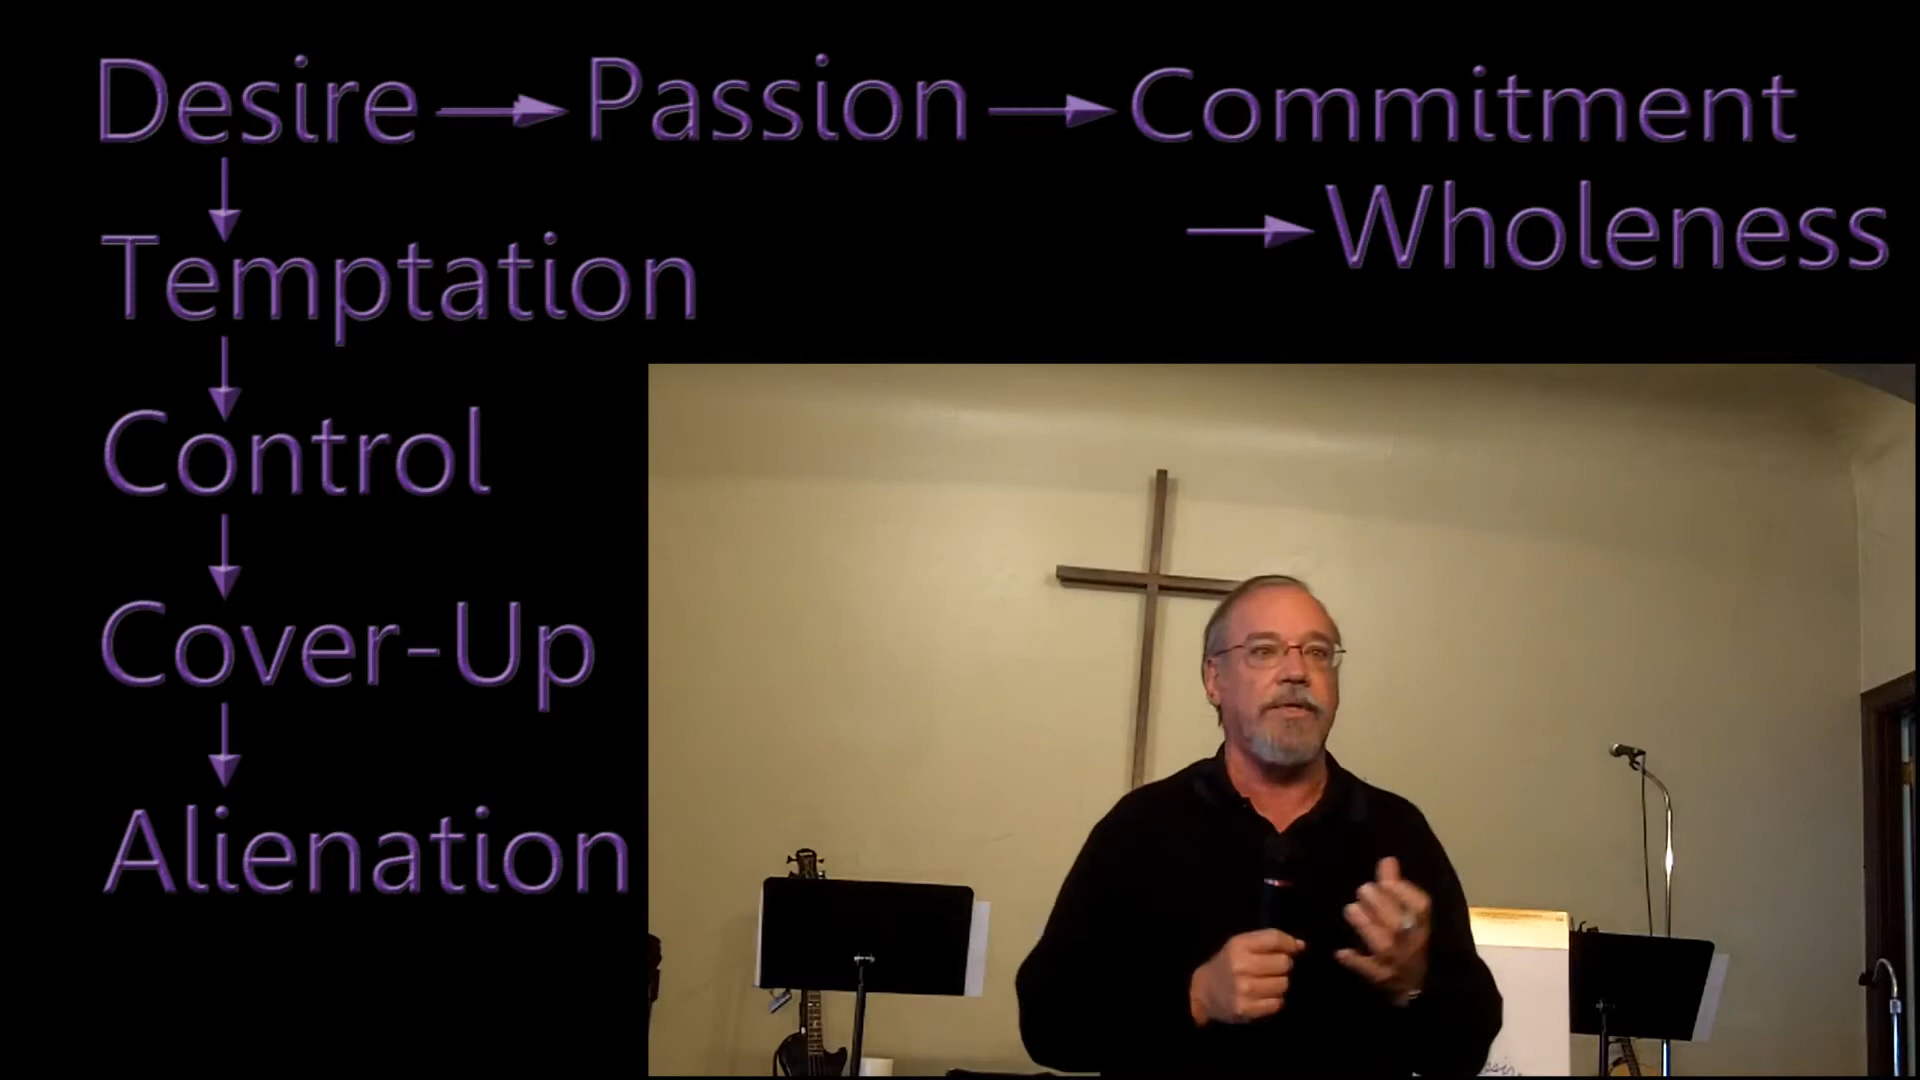 Desire → Passion → Commitment
→ Wholeness
Temptation
Control
Cover-Up
Alienation